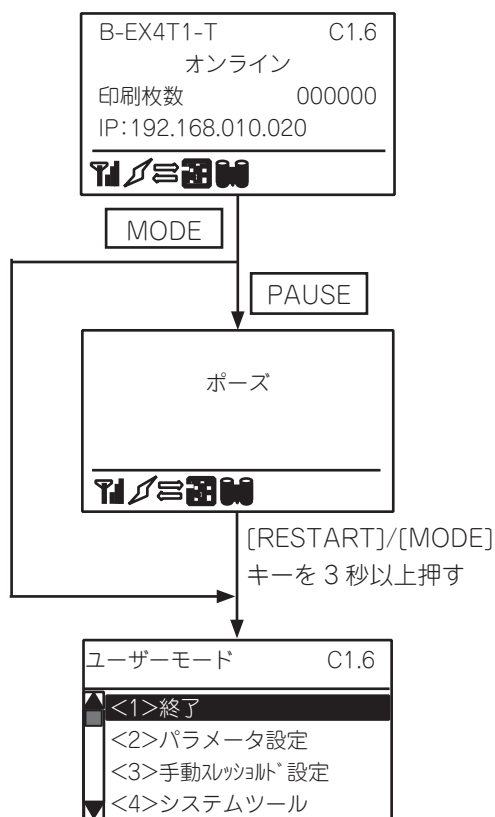 B-EX4T1-T C1.6
オンライン
印刷枚数 000000
IP:192.168.010.020
MODE
PAUSE
ポーズ
[RESTART]/[MODE]
キーを 3 秒以上押す
ユーザーモード C1.6
<1>終了
<2>パラメータ設定
<3>手動ｽﾚｯｼｮﾙﾄﾞ設定
<4>システムツール